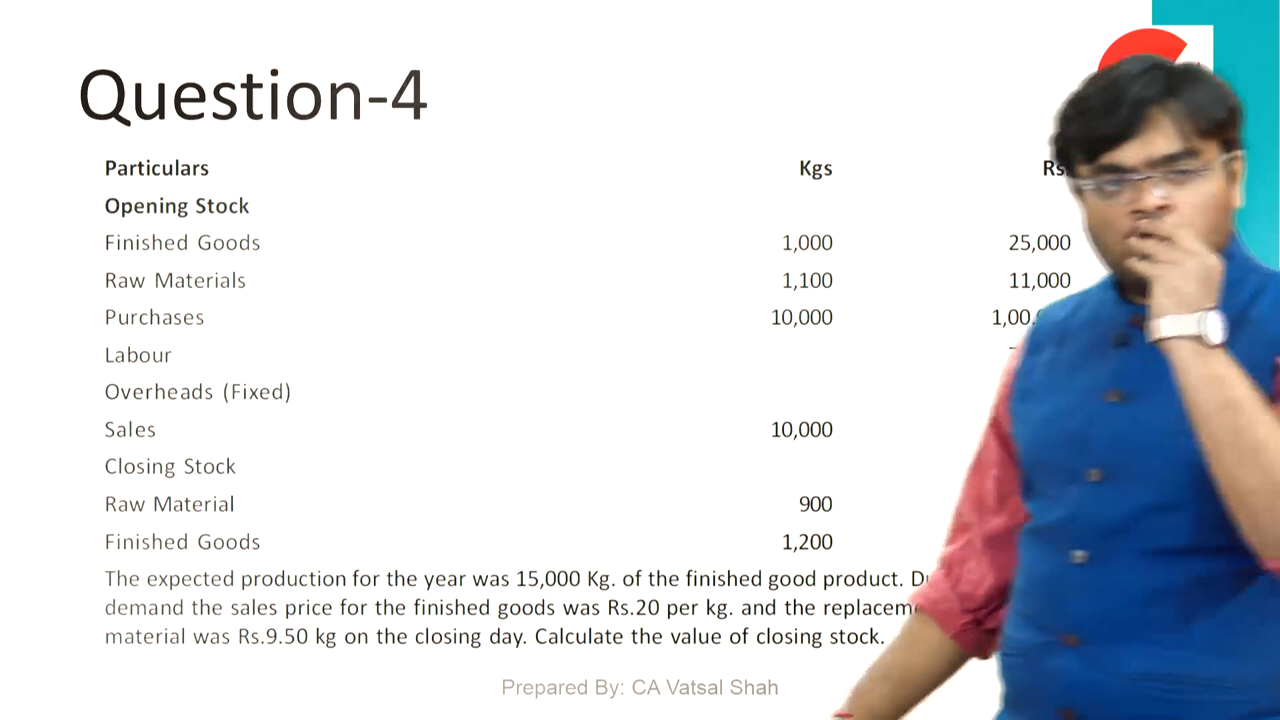 Question-4
Particulars Kgs Rs.
Opening Stock
Finished Goods 1,000 25,000
Raw Materials 1,100 11,000
Purchases 10,000
Labour
Overheads (Fixed)
Sales 10,000
Closing Stock
Raw Material 900
Finished Goods 1,200
The expected production for the year was 15,000 Kg. of the finished good product.
demand the sales price for the finished goods was Rs.20 per kg. and the
material was Rs.9.50 kg on the closing day. Calculate the value of closing stock.
Prepared By: CA Vatsal Shah